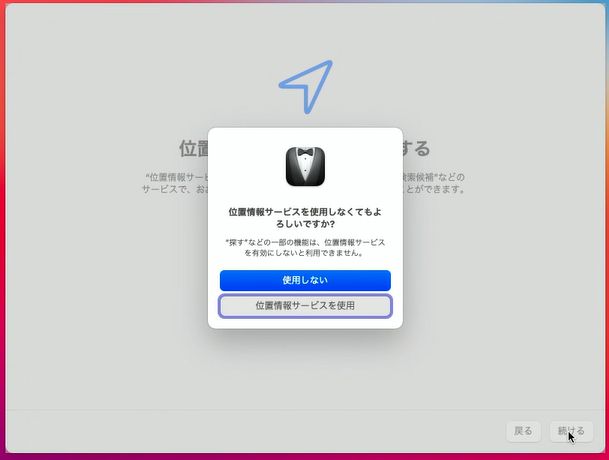 位置
する
"位置情報サービ
検索候補"などの
サービスで、おお
ことができます。
位置情報サービスを使用しなくてもよ
ろしいですか?
"探す"などの一部の機能は、位置情報サービス
を有効にしないと利用できません。
使用しない
位置情報サービスを使用
戻る
続ける